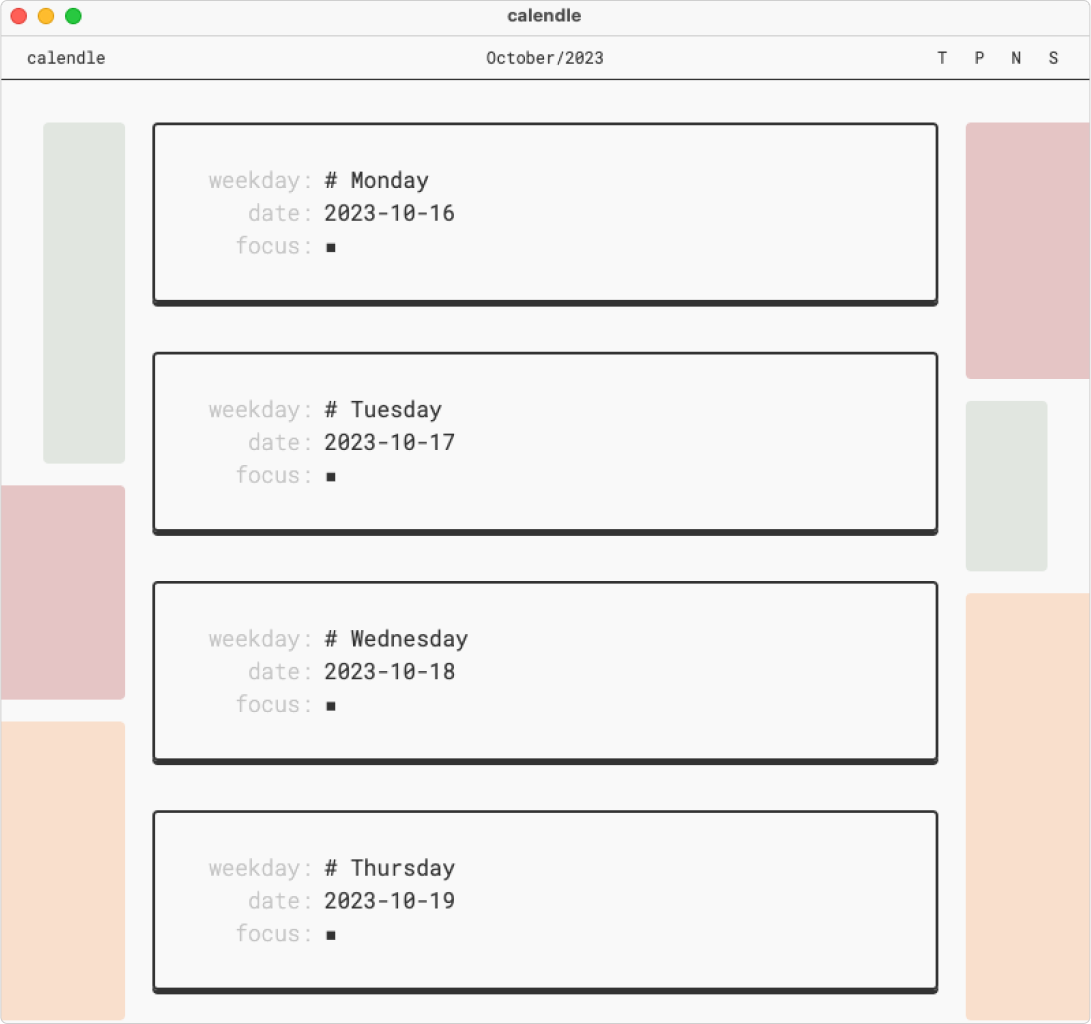 calendle
calendle October/2023 T P N S
weekday: # Monday
date: 2023-10-16
focus: ▪
weekday: # Tuesday
date: 2023-10-17
focus: ▪
weekday: # Wednesday
date: 2023-10-18
focus: ▪
weekday: # Thursday
date: 2023-10-19
focus: ▪